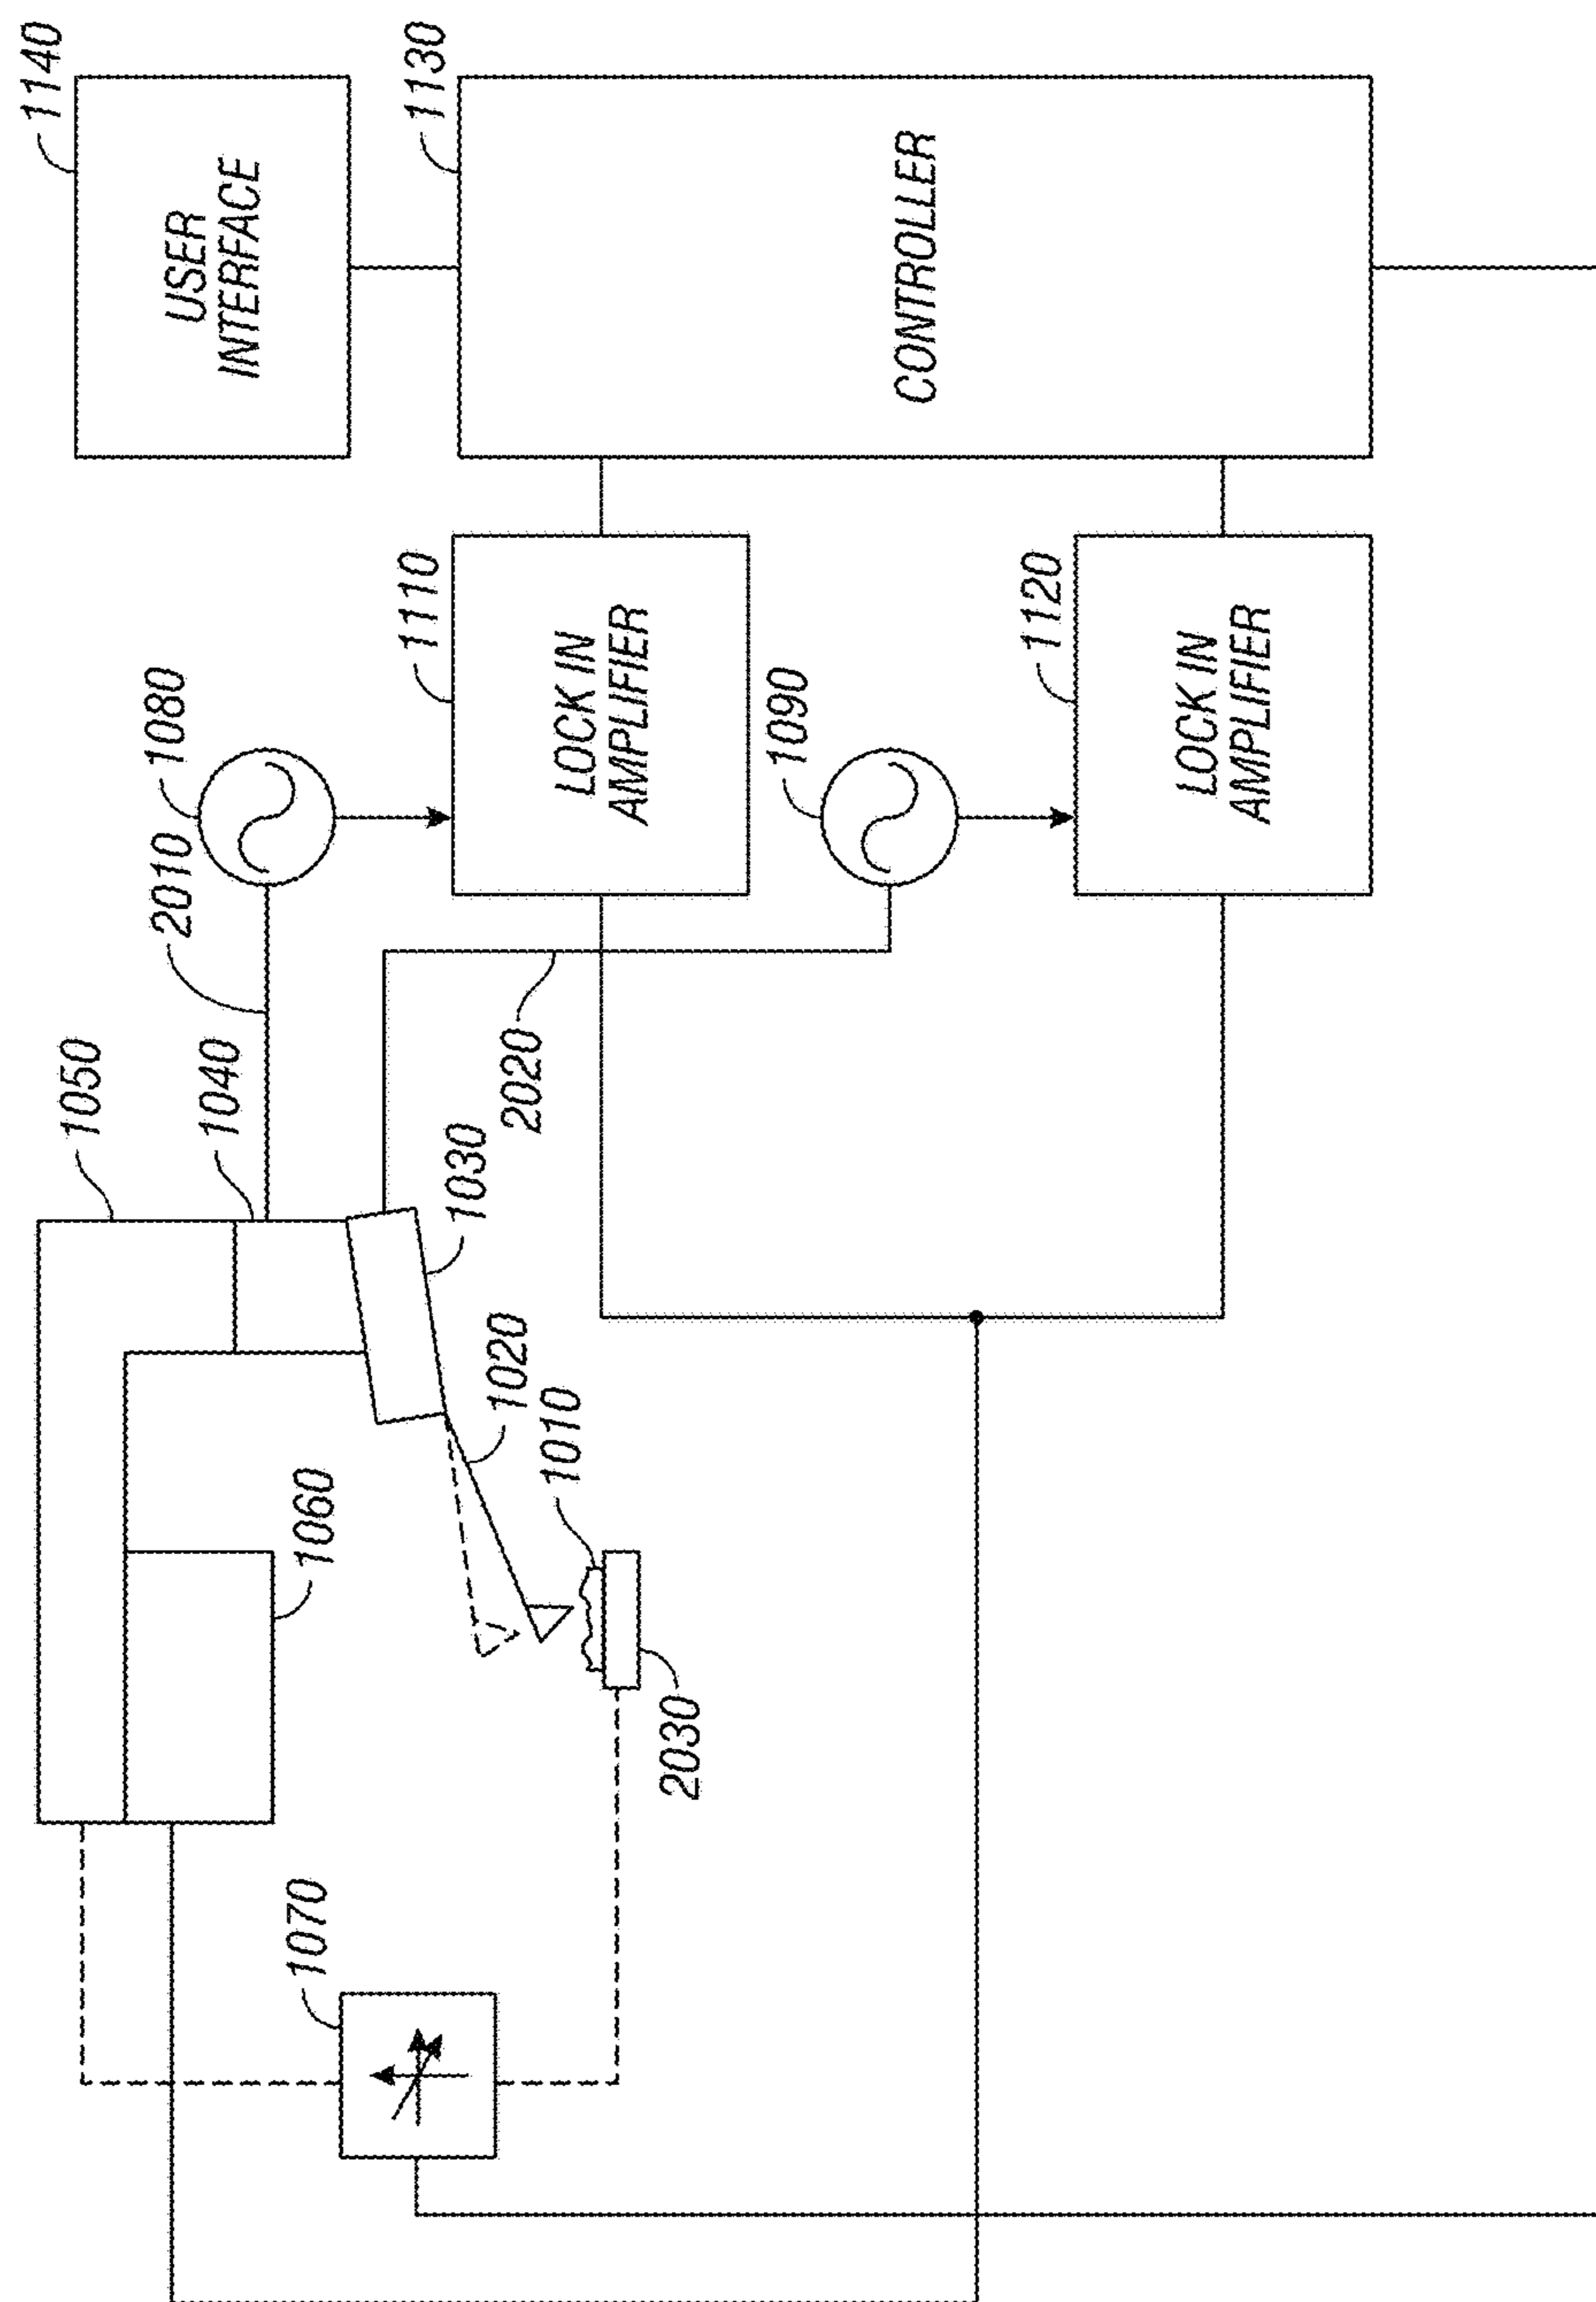 1140
1050
2010
1080
USER
INTERFACE
1040
1070
1060
1110
1130
1030
1020
2020
1010
LOCK IN
AMPLIFIER
2030
1090
CONTROLLER
1120
LOCK IN
AMPLIFIER